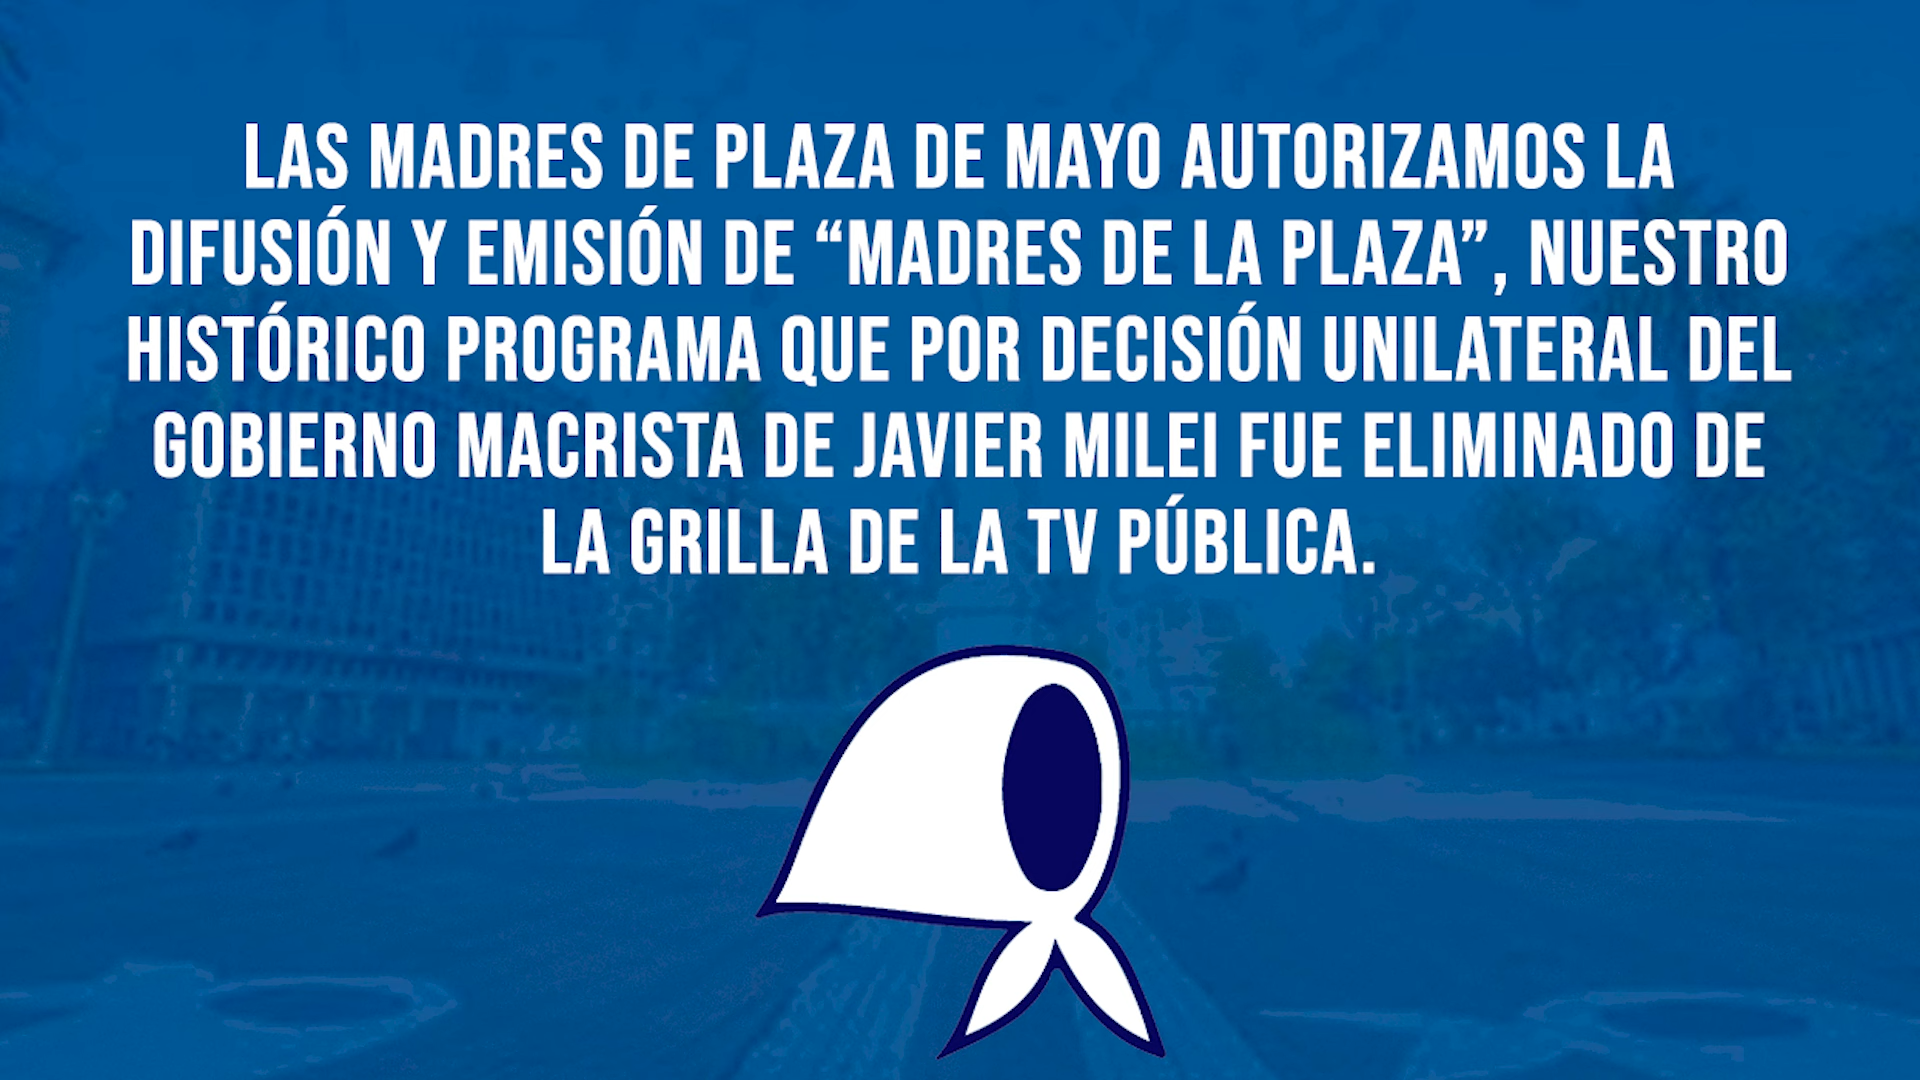 LAS MADRES DE PLAZA DE MAYO AUTORIZAMOS LA
DIFUSIÓN Y EMISIÓN DE “MADRES DE LA PLAZA”, NUESTRO
HISTÓRICO PROGRAMA QUE POR DECISIÓN UNILATERAL DEL
GOBIERNO MACRISTA DE JAVIER MILEI FUE ELIMINADO DE
LA GRILLA DE LA TV PÚBLICA.